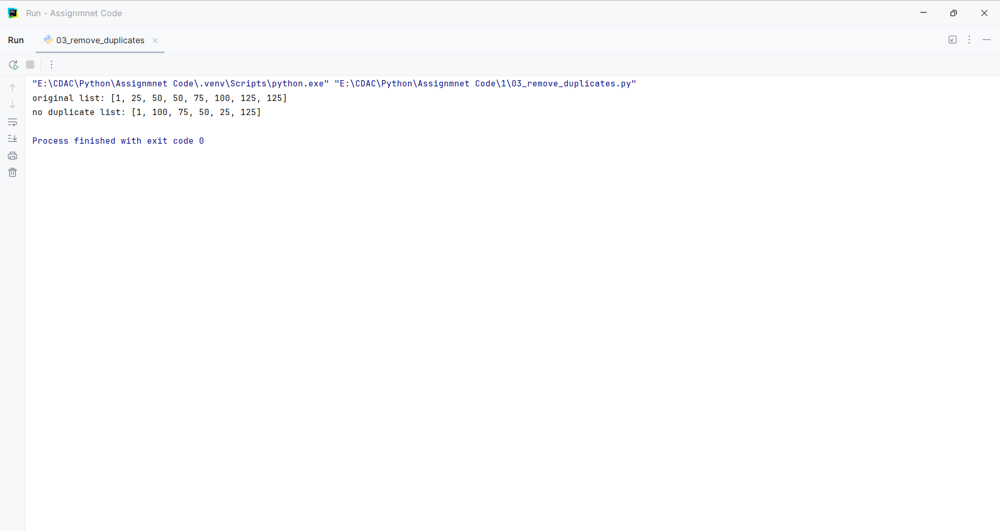 PC
Run - Assignmnet Code
Run
03_remove_duplicates
"E:\CDAC\Python\Assignmnet Code\.venv\Scripts\python.exe" "E:\CDAC\Python\Assignmnet Code\1\03_remove_duplicates.py"
original list: [1, 25, 50, 50, 75, 100, 125, 125]
no duplicate list: [1, 100, 75, 50, 25, 125]
Process finished with exit code 0